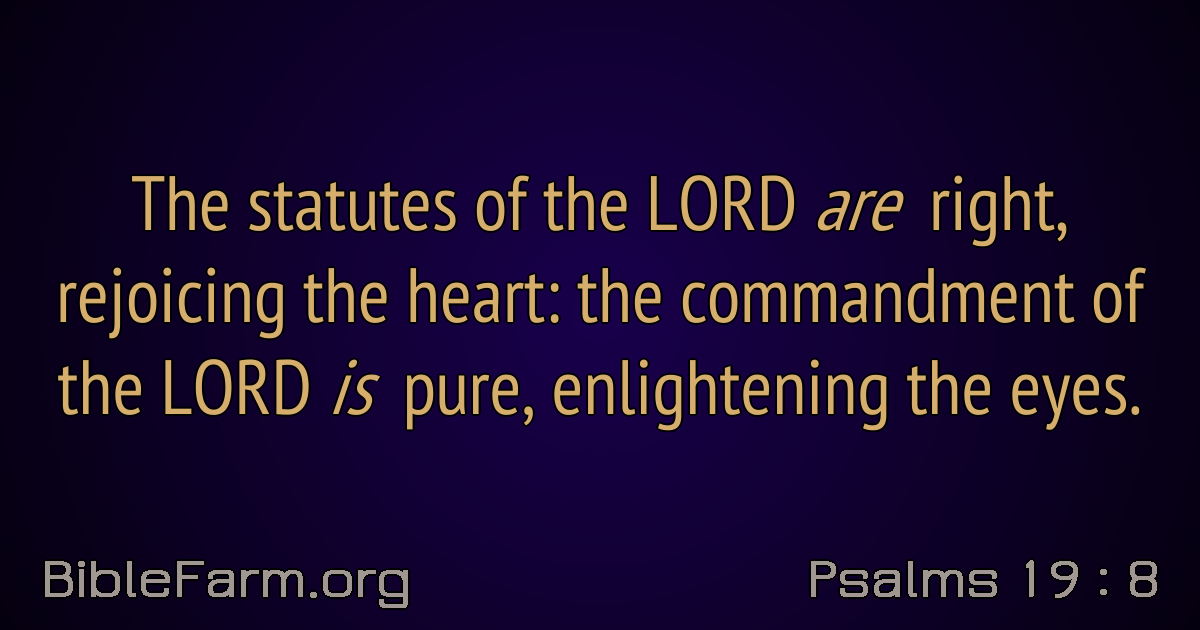 The statutes of the LORD are right,
rejoicing the heart: the commandment of
the LORD is pure, enlightening the eyes.
BibleFarm.org
Psalms 19 : 8